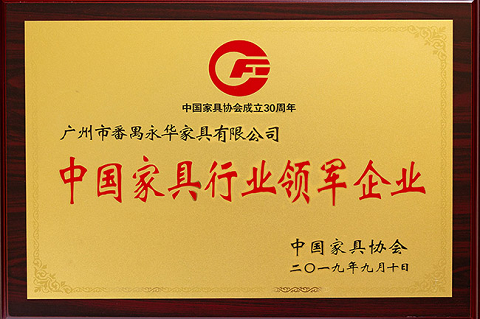 中国家具协会成立30周年
广州市番禺永华家具有限公司
中国家具行业领军企业
中国家具协会
二〇一九年九月十日